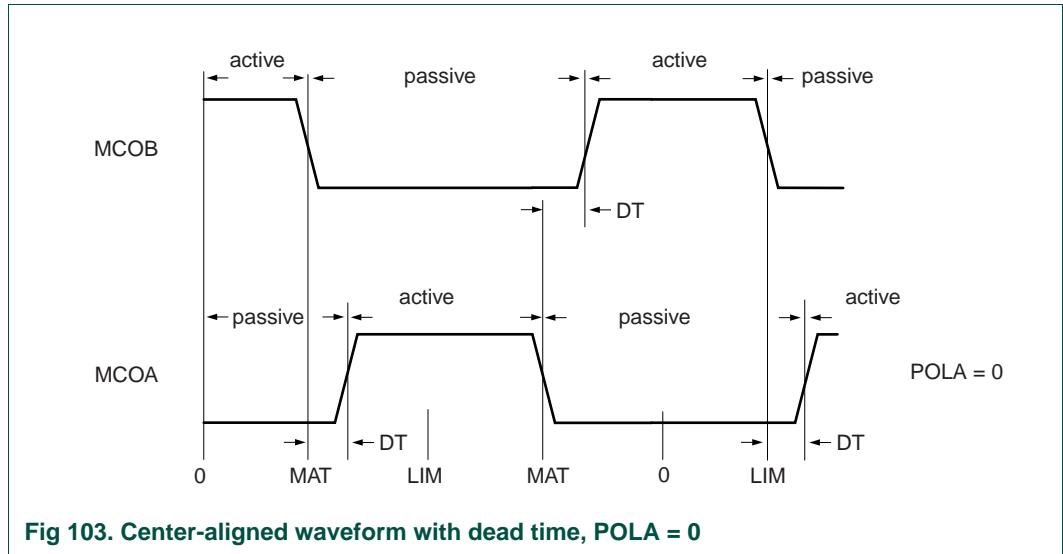 active
passive
active
passive
MCOB
DT
passive
active
passive
active
MCOA
POLA = 0
DT
DT
0
MAT
LIM
MAT
0
LIM
Fig 103. Center-aligned waveform with dead time, POLA = 0